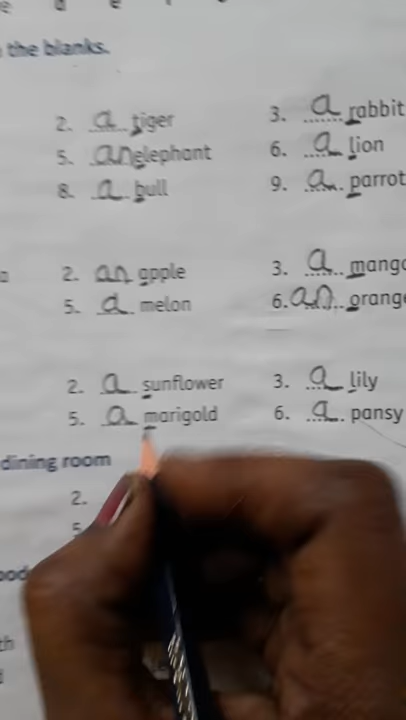 the blanks.
2. a tiger 3. a rabbit
5. an elephant 6. a lion
8. a bull 9. a parrot
2. an apple 3. a mango
5. a melon 6. an orange
2. a sunflower 3. a lily
5. a marigold 6. a pansy
dining room
2.
5